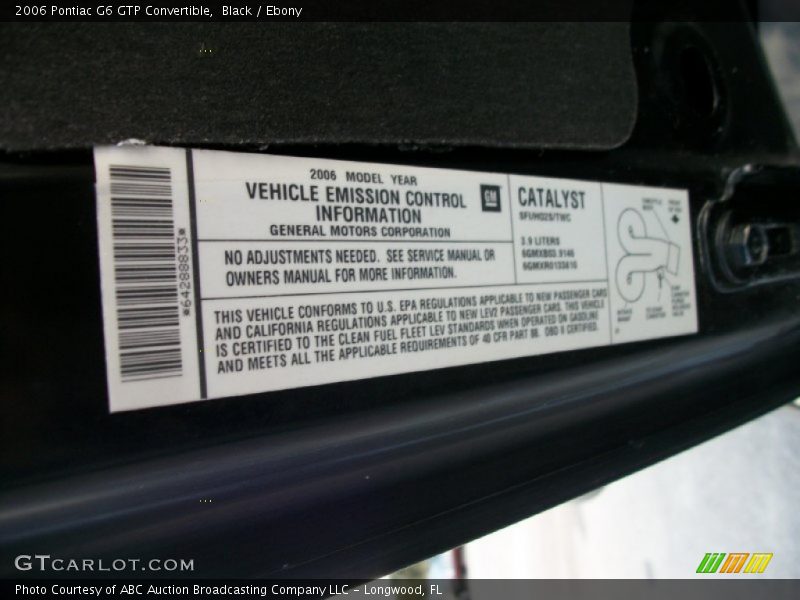 2006 Pontiac G6 GTP Convertible, Black / Ebony
*64288833*
2006 MODEL YEAR
VEHICLE EMISSION CONTROL
INFORMATION
GENERAL MOTORS CORPORATION
GM
NO ADJUSTMENTS NEEDED. SEE SERVICE MANUAL OR
OWNERS MANUAL FOR MORE INFORMATION.
CATALYST
3.9 LITERS
THIS VEHICLE CONFORMS TO U.S. EPA REGULATIONS APPLICABLE TO NEW PASSENGER CARS
AND CALIFORNIA REGULATIONS APPLICABLE TO NEW LEV2 PASSENGER CARS. THIS VEHICLE
IS CERTIFIED TO THE CLEAN FUEL FLEET LEV STANDARDS WHEN OPERATED ON GASOLINE
AND MEETS ALL THE APPLICABLE REQUIREMENTS OF 40 CFR PART 88. OBD II CERTIFIED.
GTCARLOT.COM
Photo Courtesy of ABC Auction Broadcasting Company LLC - Longwood, FL